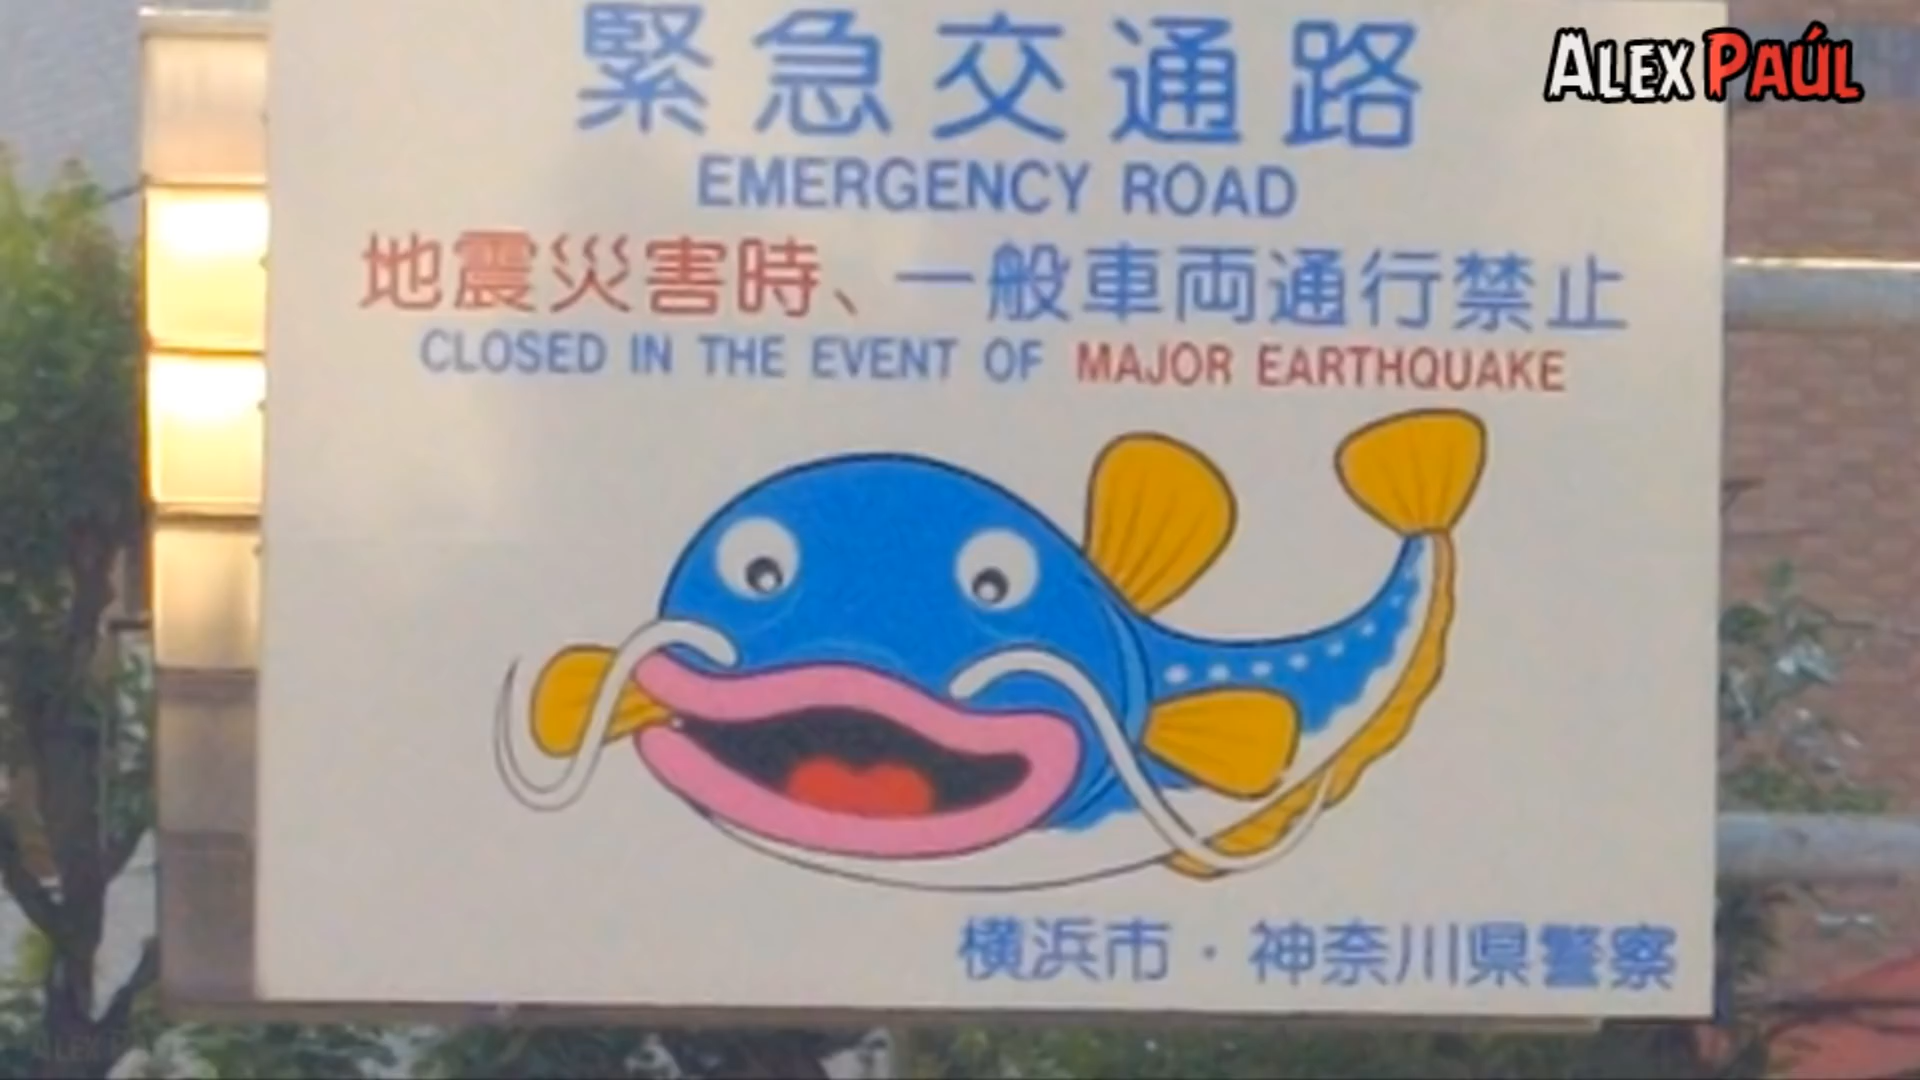 緊急交通路
ALEX PAÚL
EMERGENCY ROAD
地震災害時、一般車両通行禁止
CLOSED IN THE EVENT OF MAJOR EARTHQUAKE
横浜市・神奈川県警察